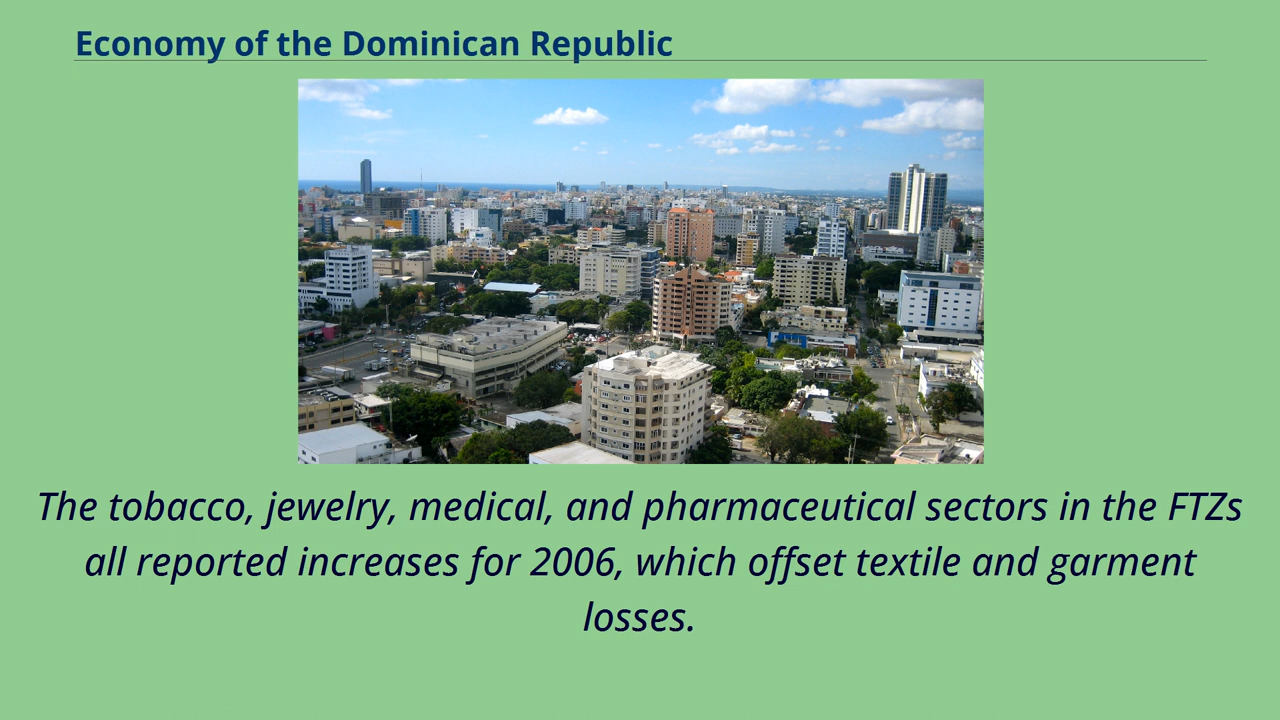 Economy of the Dominican Republic
The tobacco, jewelry, medical, and pharmaceutical sectors in the FTZs
all reported increases for 2006, which offset textile and garment
losses.